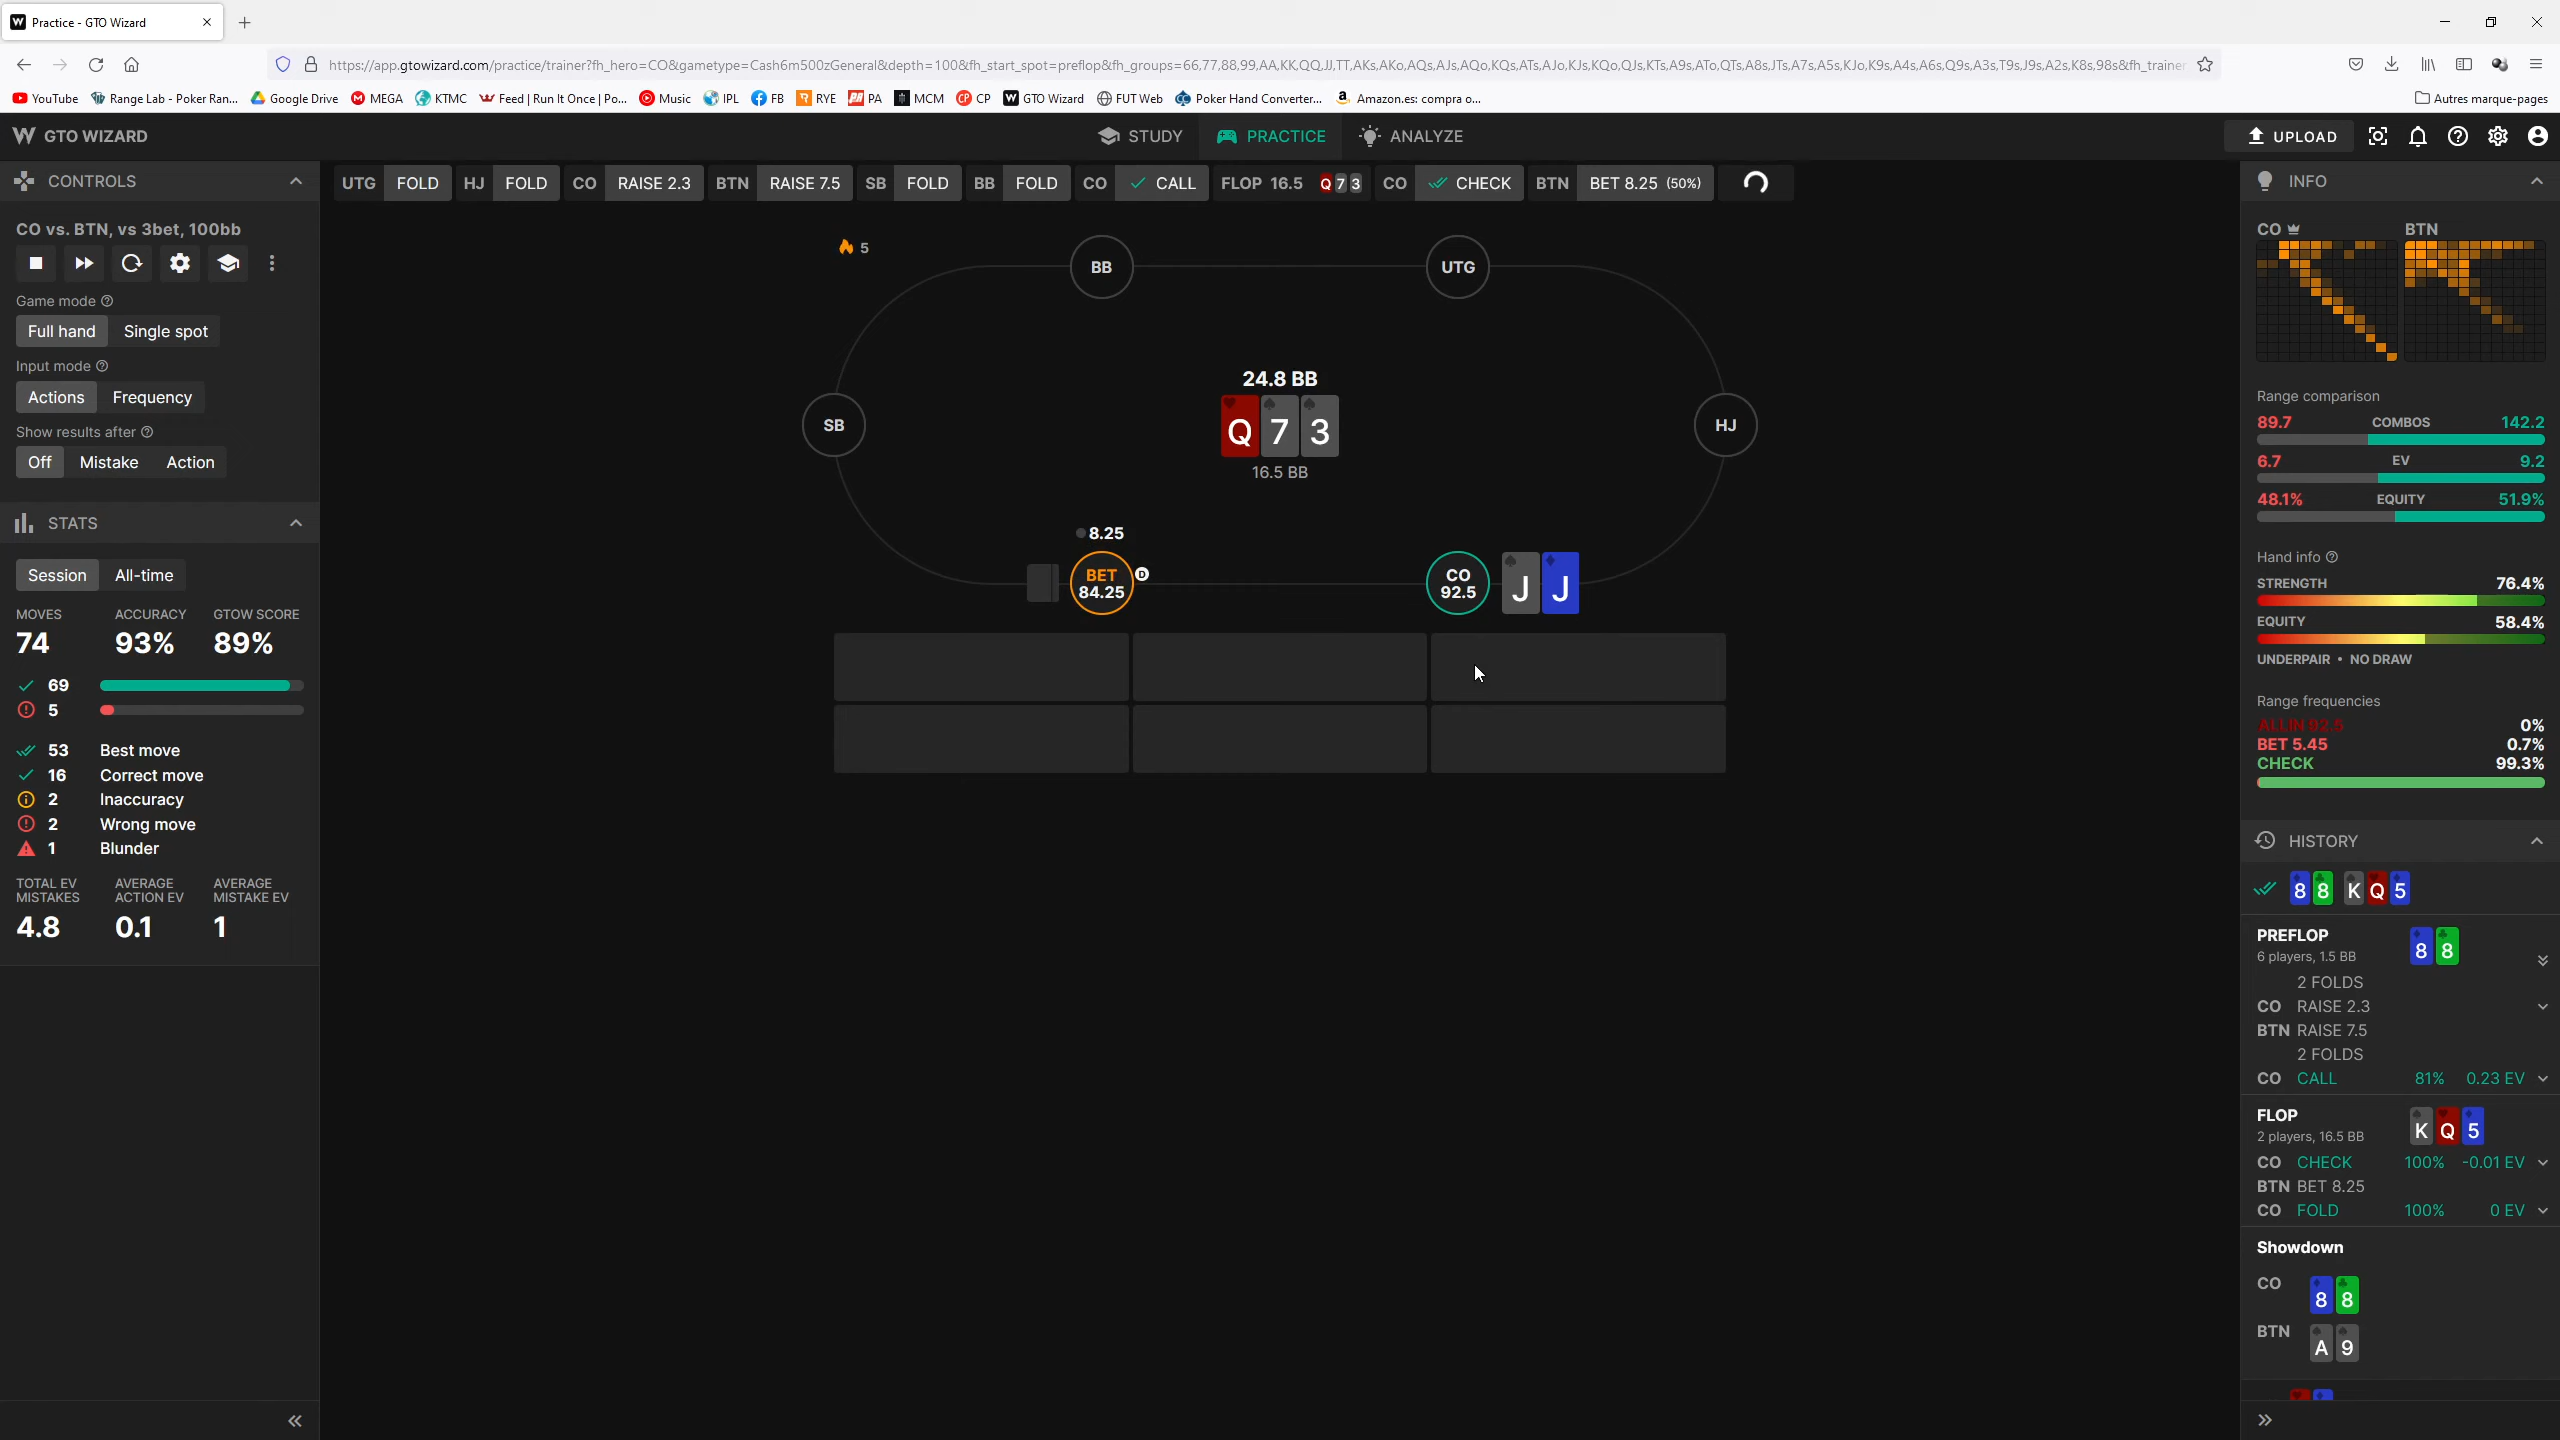 Practice - GTO Wizard
https://app.gtowizard.com/practice/trainer?fh_hero=CO&gametype=Cash6m500zGeneral&depth=100&fh_start_spot=preflop&fh_groups=66,77,88,99,AA,KK,QQ,JJ,TT,AKs,AKo,AQs,AJs,AQo,KQs,ATs,AJo,KJs,KQo,QJs,KTs,A9s,ATo,QTs,A8s,JTs,A7s,A5s,KJo,K9s,A4s,A6s,Q9s,A3s,T9s,J9s,A2s,K8s,98s&fh_trainer
YouTube Range Lab - Poker Ran... Google Drive MEGA KTMC Feed | Run It Once | Po... Music IPL FB RYE PA MCM CP GTO Wizard FUT Web Poker Hand Converter... Amazon.es: compra o... Autres marque-pages
GTO WIZARD STUDY PRACTICE ANALYZE UPLOAD
CONTROLS
UTG FOLD HJ FOLD CO RAISE 2.3 BTN RAISE 7.5 SB FOLD BB FOLD CO CALL FLOP 16.5 Q 7 3 CO CHECK BTN BET 8.25 (50%)
CO vs. BTN, vs 3bet, 100bb
Game mode
Full hand Single spot
Input mode
Actions Frequency
Show results after
Off Mistake Action
STATS
Session All-time
MOVES ACCURACY GTOW SCORE
74 93% 89%
69
5
53 Best move
16 Correct move
2 Inaccuracy
2 Wrong move
1 Blunder
TOTAL EV MISTAKES AVERAGE ACTION EV AVERAGE MISTAKE EV
4.8 0.1 1
5
BB
UTG
SB
HJ
24.8 BB
Q 7 3
16.5 BB
8.25
BET
84.25
D
CO
92.5
J J
INFO
CO BTN
Range comparison
89.7 COMBOS 142.2
6.7 EV 9.2
48.1% EQUITY 51.9%
Hand info
STRENGTH 76.4%
EQUITY 58.4%
UNDERPAIR • NO DRAW
Range frequencies
ALLIN 92.5 0%
BET 5.45 0.7%
CHECK 99.3%
HISTORY
8 8 K Q 5
PREFLOP 8 8
6 players, 1.5 BB
2 FOLDS
CO RAISE 2.3
BTN RAISE 7.5
2 FOLDS
CO CALL 81% 0.23 EV
FLOP K Q 5
2 players, 16.5 BB
CO CHECK 100% -0.01 EV
BTN BET 8.25
CO FOLD 100% 0 EV
Showdown
CO 8 8
BTN A 9